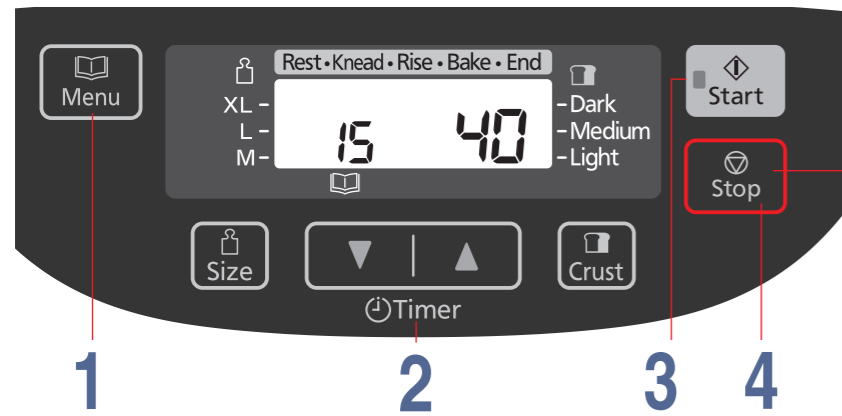 Menu
Rest • Knead • Rise • Bake • End
XL
L
M
15 40
Dark
Medium
Light
Start
Stop
Size
Timer
Crust
1
2
3
4